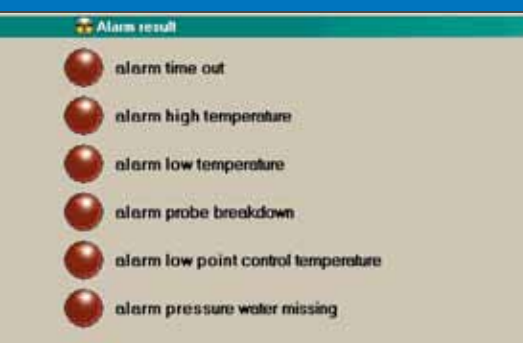 Alarm result
alarm time out
alarm high temperature
alarm low temperature
alarm probe breakdown
alarm low point control temperature
alarm pressure water missing